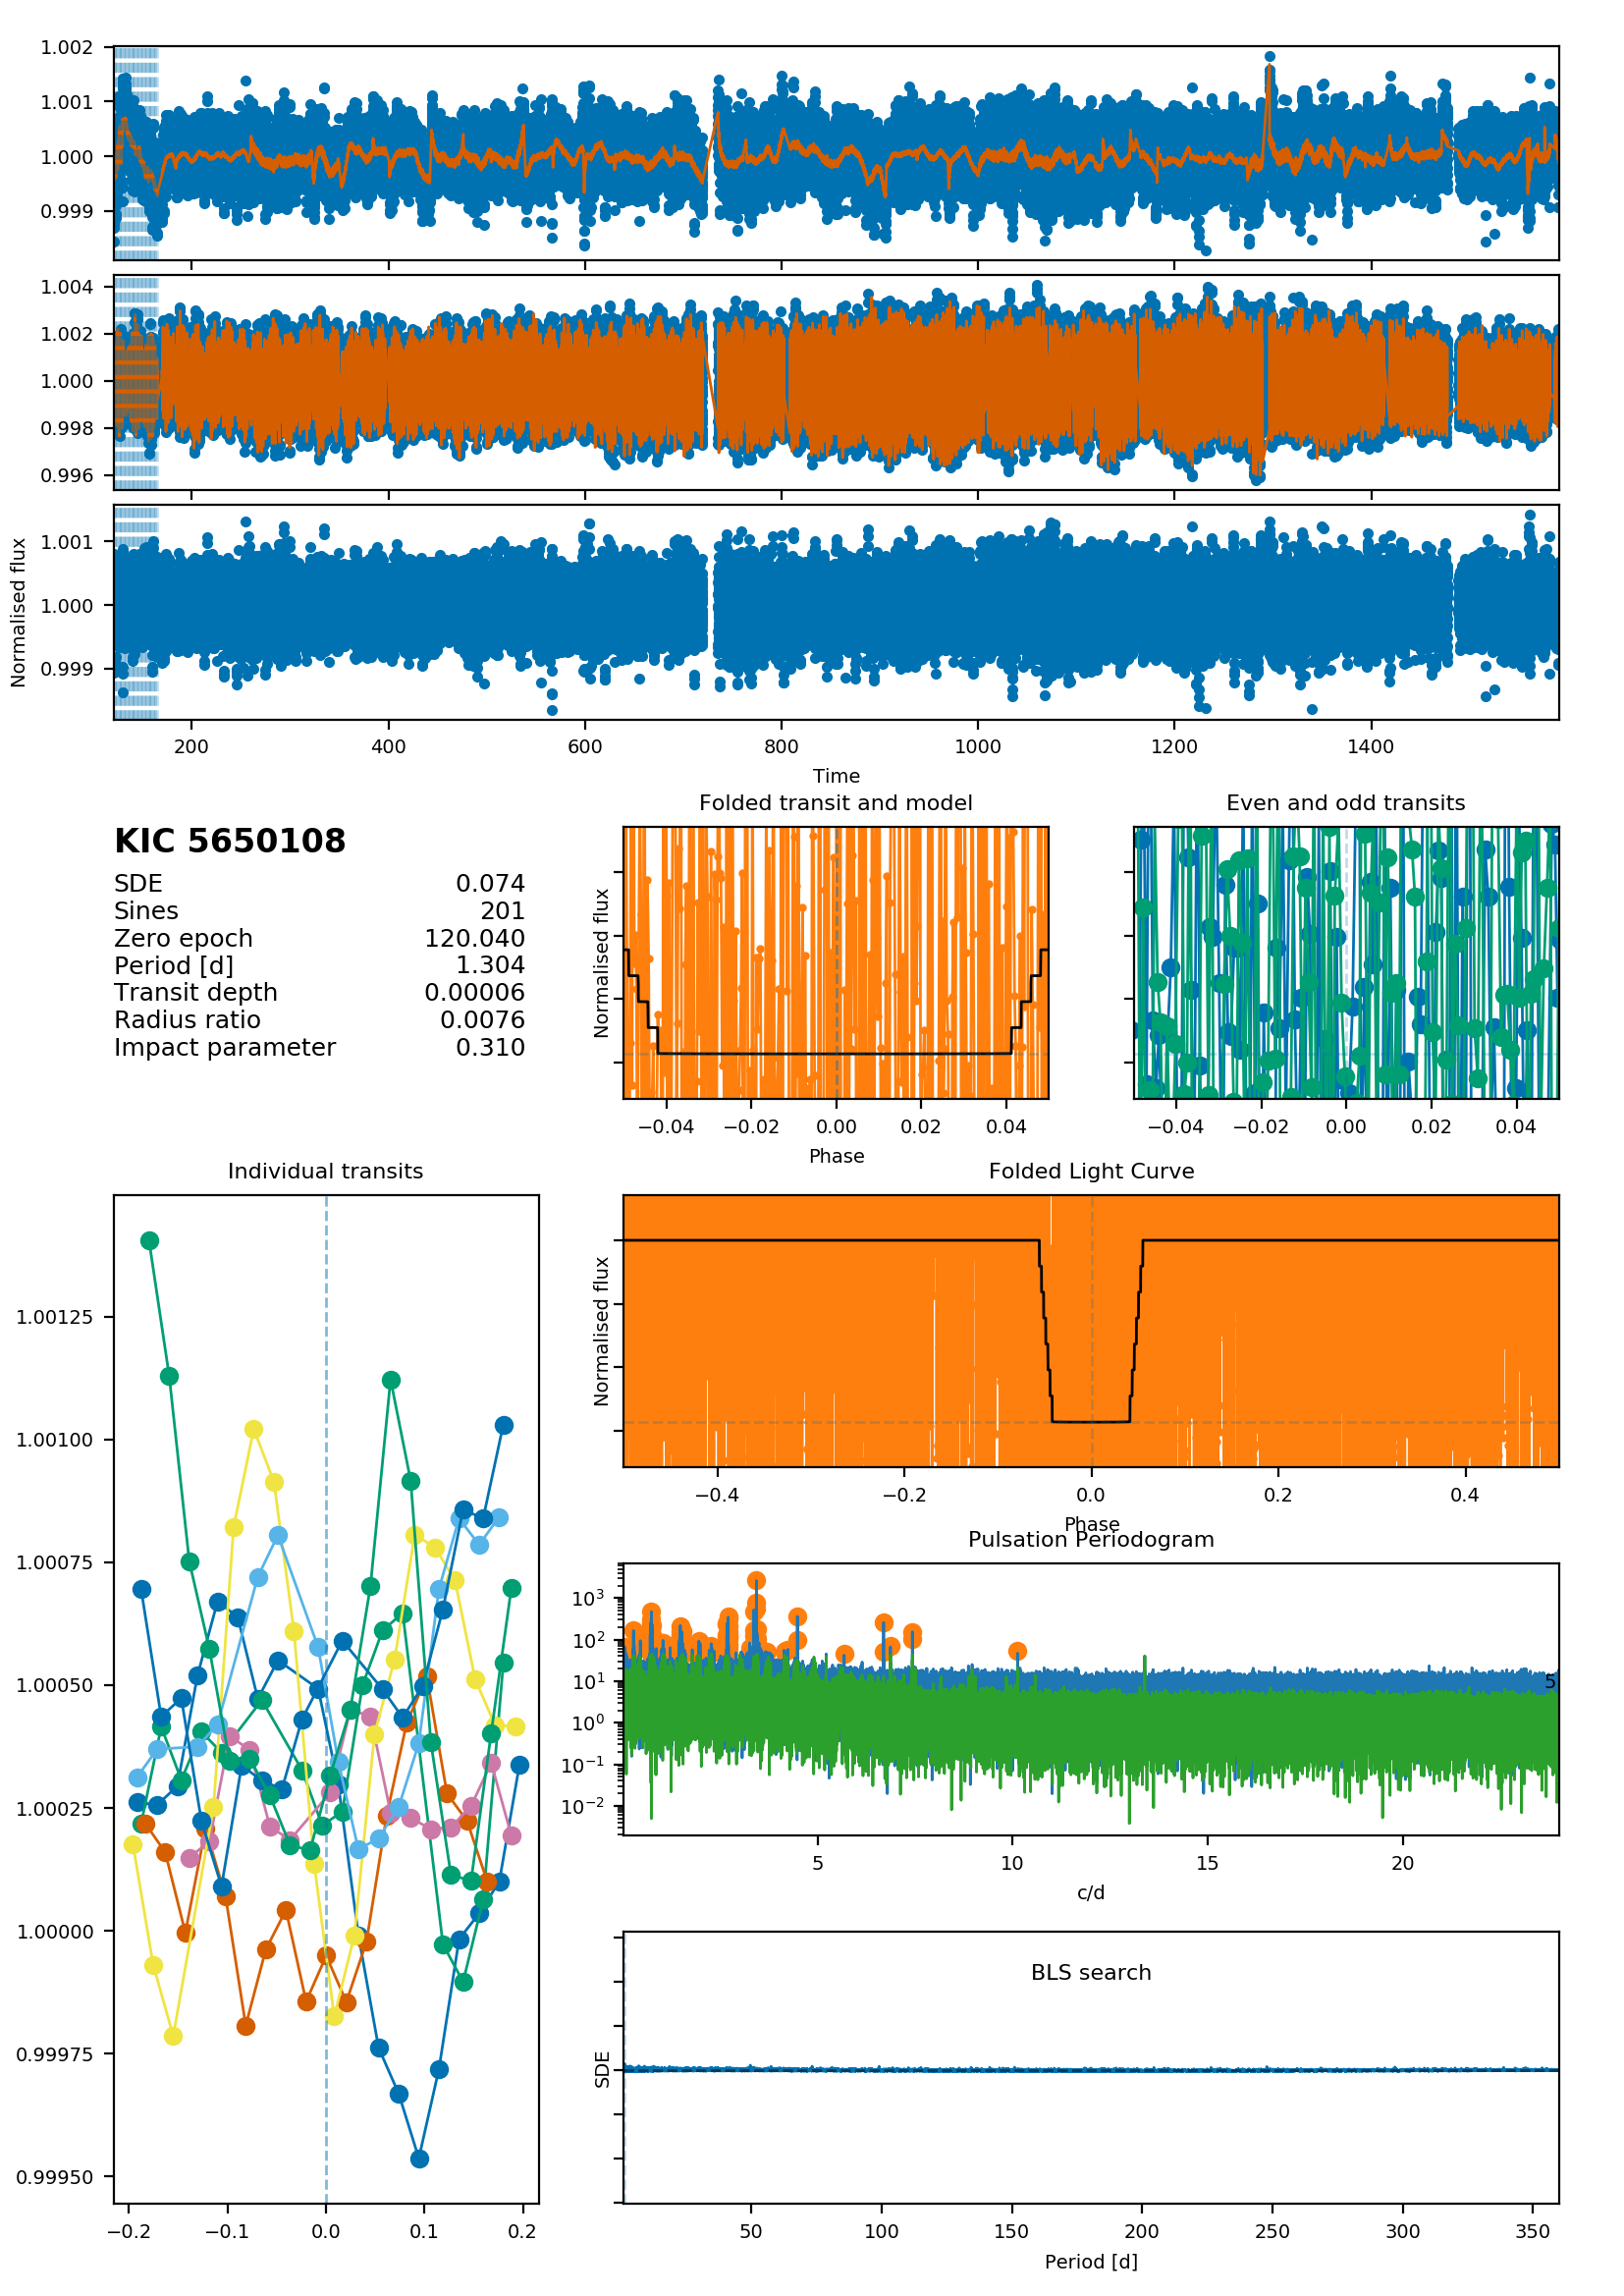 1.002
1.001
1.000
0.999
1.004
1.002
1.000
0.998
0.996
1.001
1.000
0.999
Normalised flux
200 400 600 800 1000 1200 1400
Time
KIC 5650108
SDE 0.074
Sines 201
Zero epoch 120.040
Period [d] 1.304
Transit depth 0.00006
Radius ratio 0.0076
Impact parameter 0.310
Folded transit and model
Normalised flux
−0.04 −0.02 0.00 0.02 0.04
Phase
Even and odd transits
−0.04 −0.02 0.00 0.02 0.04
Individual transits
1.00125
1.00100
1.00075
1.00050
1.00025
1.00000
0.99975
0.99950
−0.2 −0.1 0.0 0.1 0.2
Folded Light Curve
Normalised flux
−0.4 −0.2 0.0 0.2 0.4
Phase
Pulsation Periodogram
10³
10²
10¹
10⁰
10⁻¹
10⁻²
5
5 10 15 20
c/d
BLS search
SDE
50 100 150 200 250 300 350
Period [d]